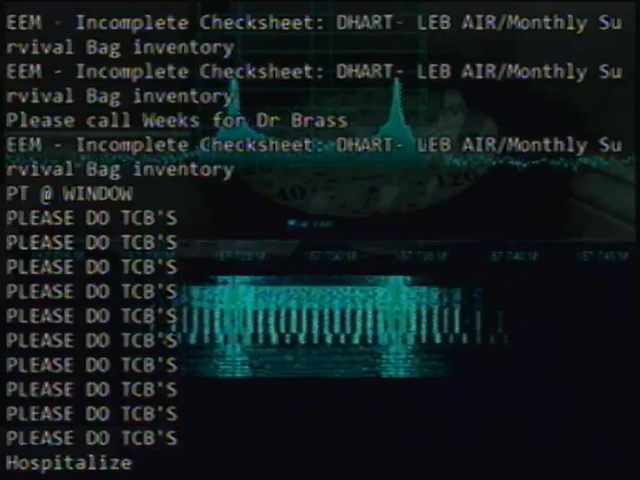 EEM - Incomplete Checksheet: DHART- LEB AIR/Monthly Su
rvival Bag inventory
EEM - Incomplete Checksheet: DHART- LEB AIR/Monthly Su
rvival Bag inventory
Please call Weeks for Dr Brass
EEM - Incomplete Checksheet: DHART- LEB AIR/Monthly Su
rvival Bag inventory
PT @ WINDOW
PLEASE DO TCB'S
PLEASE DO TCB'S
PLEASE DO TCB'S
PLEASE DO TCB'S
PLEASE DO TCB'S
PLEASE DO TCB'S
PLEASE DO TCB'S
PLEASE DO TCB'S
PLEASE DO TCB'S
PLEASE DO TCB'S
Hospitalize